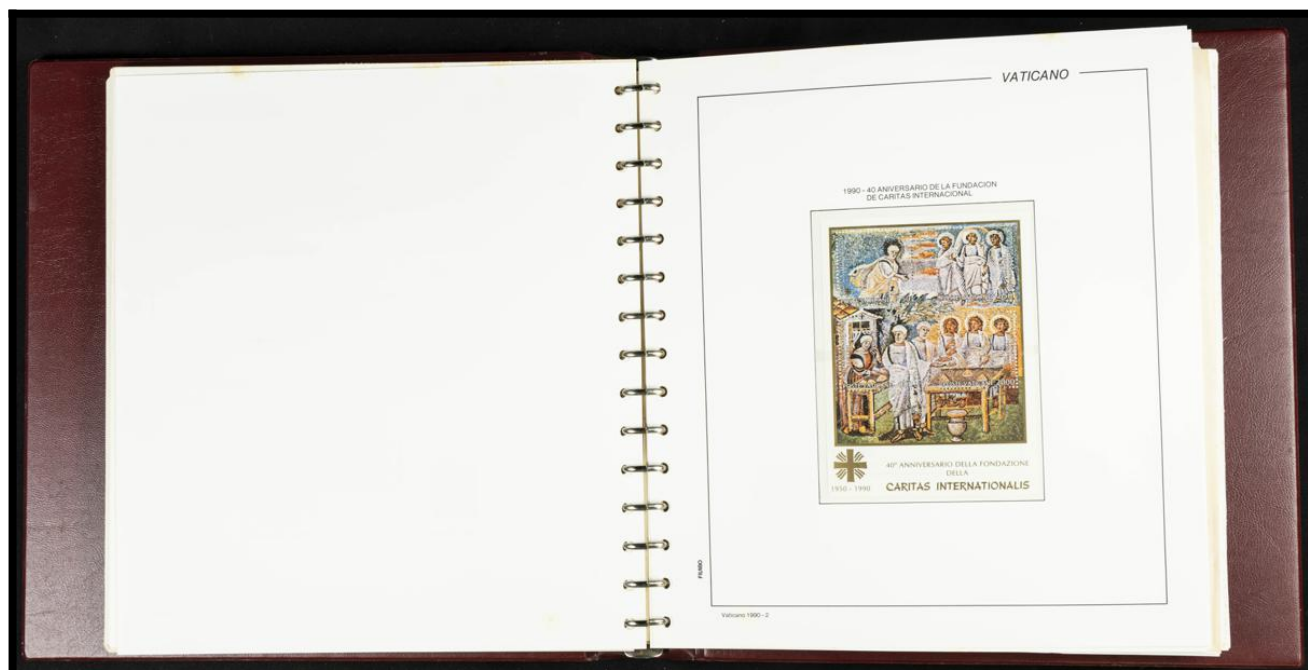 VATICANO
1990 - 40 ANIVERSARIO DE LA FUNDACION
DE CARITAS INTERNACIONAL
40° ANNIVERSARIO DELLA FONDAZIONE
DELLA
1950 - 1990 CARITAS INTERNATIONALIS
FILABO
Vaticano 1990 - 2